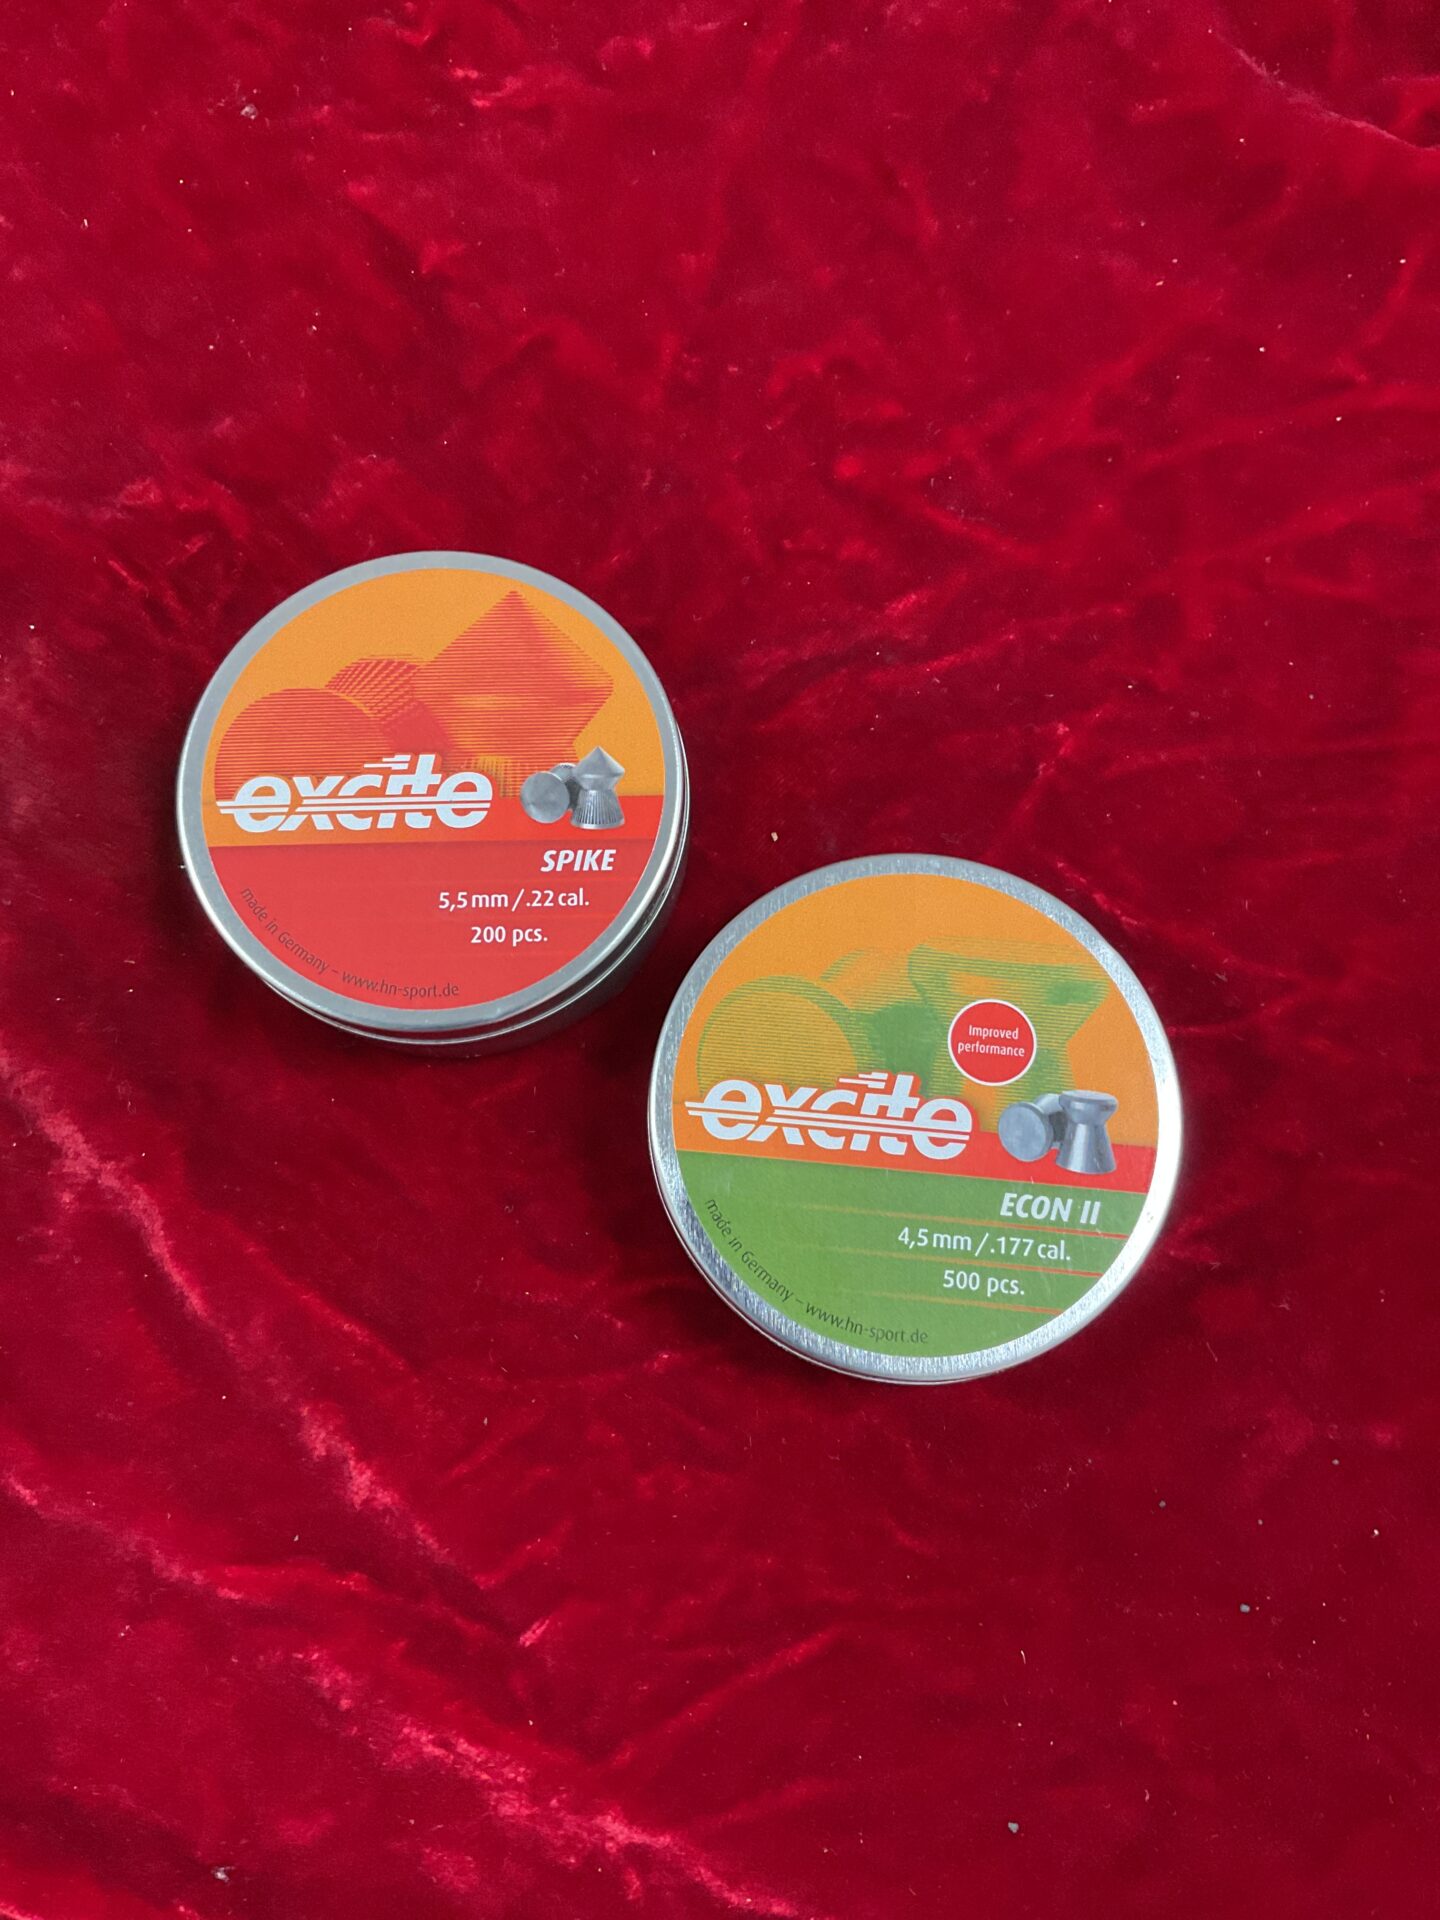 excite
SPIKE
5,5 mm / .22 cal.
200 pcs.
made in Germany – www.hn-sport.de
Improved
performance
excite
ECON II
4,5 mm / .177 cal.
500 pcs.
made in Germany – www.hn-sport.de